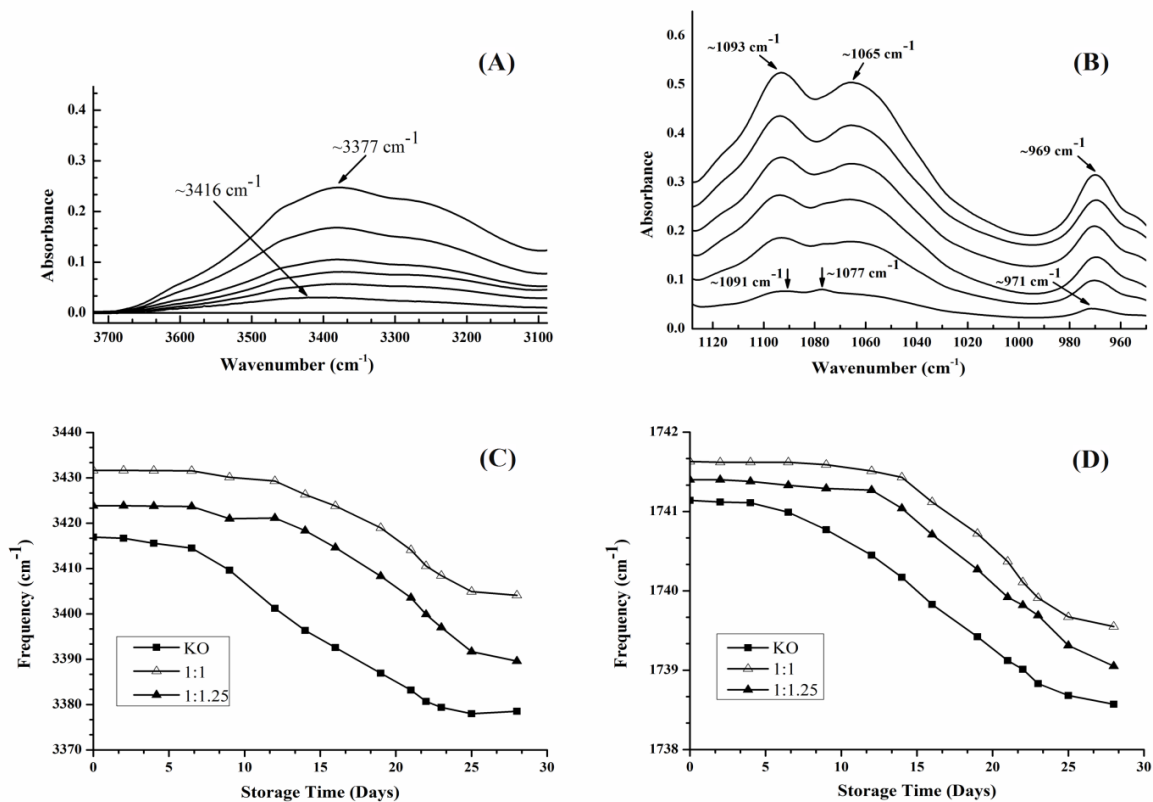 (A)
~3377 cm⁻¹
~3416 cm⁻¹
0.4
0.3
0.2
0.1
0.0
Absorbance
3700 3600 3500 3400 3300 3200 3100
Wavenumber (cm⁻¹)
(B)
~1093 cm⁻¹
~1065 cm⁻¹
~969 cm⁻¹
~1091 cm⁻¹
~1077 cm⁻¹
~971 cm⁻¹
0.6
0.5
0.4
0.3
0.2
0.1
0.0
Absorbance
1120 1100 1080 1060 1040 1020 1000 980 960
Wavenumber (cm⁻¹)
(C)
3440
3430
3420
3410
3400
3390
3380
3370
Frequency (cm⁻¹)
KO
1:1
1:1.25
0 5 10 15 20 25 30
Storage Time (Days)
(D)
1742
1741
1740
1739
1738
Frequency (cm⁻¹)
KO
1:1
1:1.25
0 5 10 15 20 25 30
Storage Time (Days)